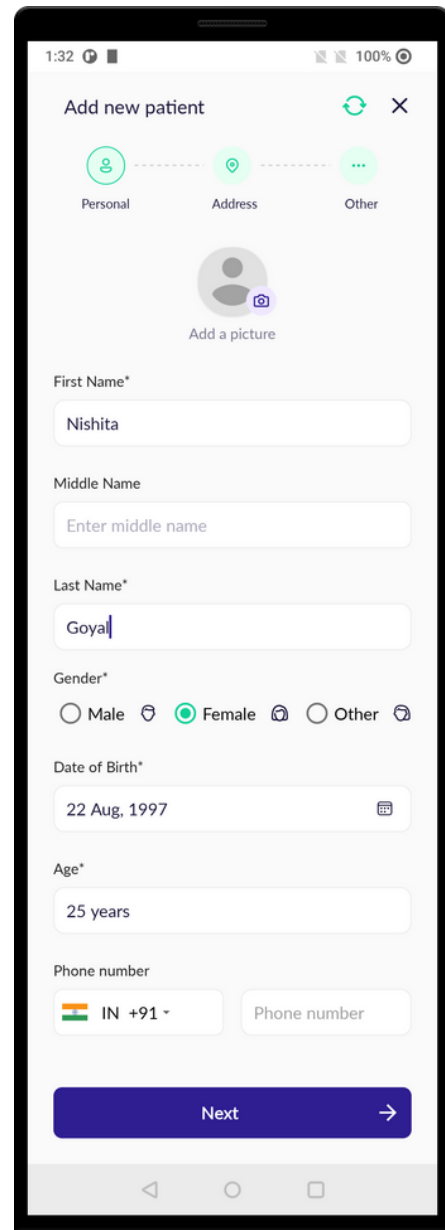 1:32 100%
Add new patient
Personal Address Other
Add a picture
First Name*
Nishita
Middle Name
Enter middle name
Last Name*
Goyal
Gender*
Male Female Other
Date of Birth*
22 Aug, 1997
Age*
25 years
Phone number
IN +91 Phone number
Next